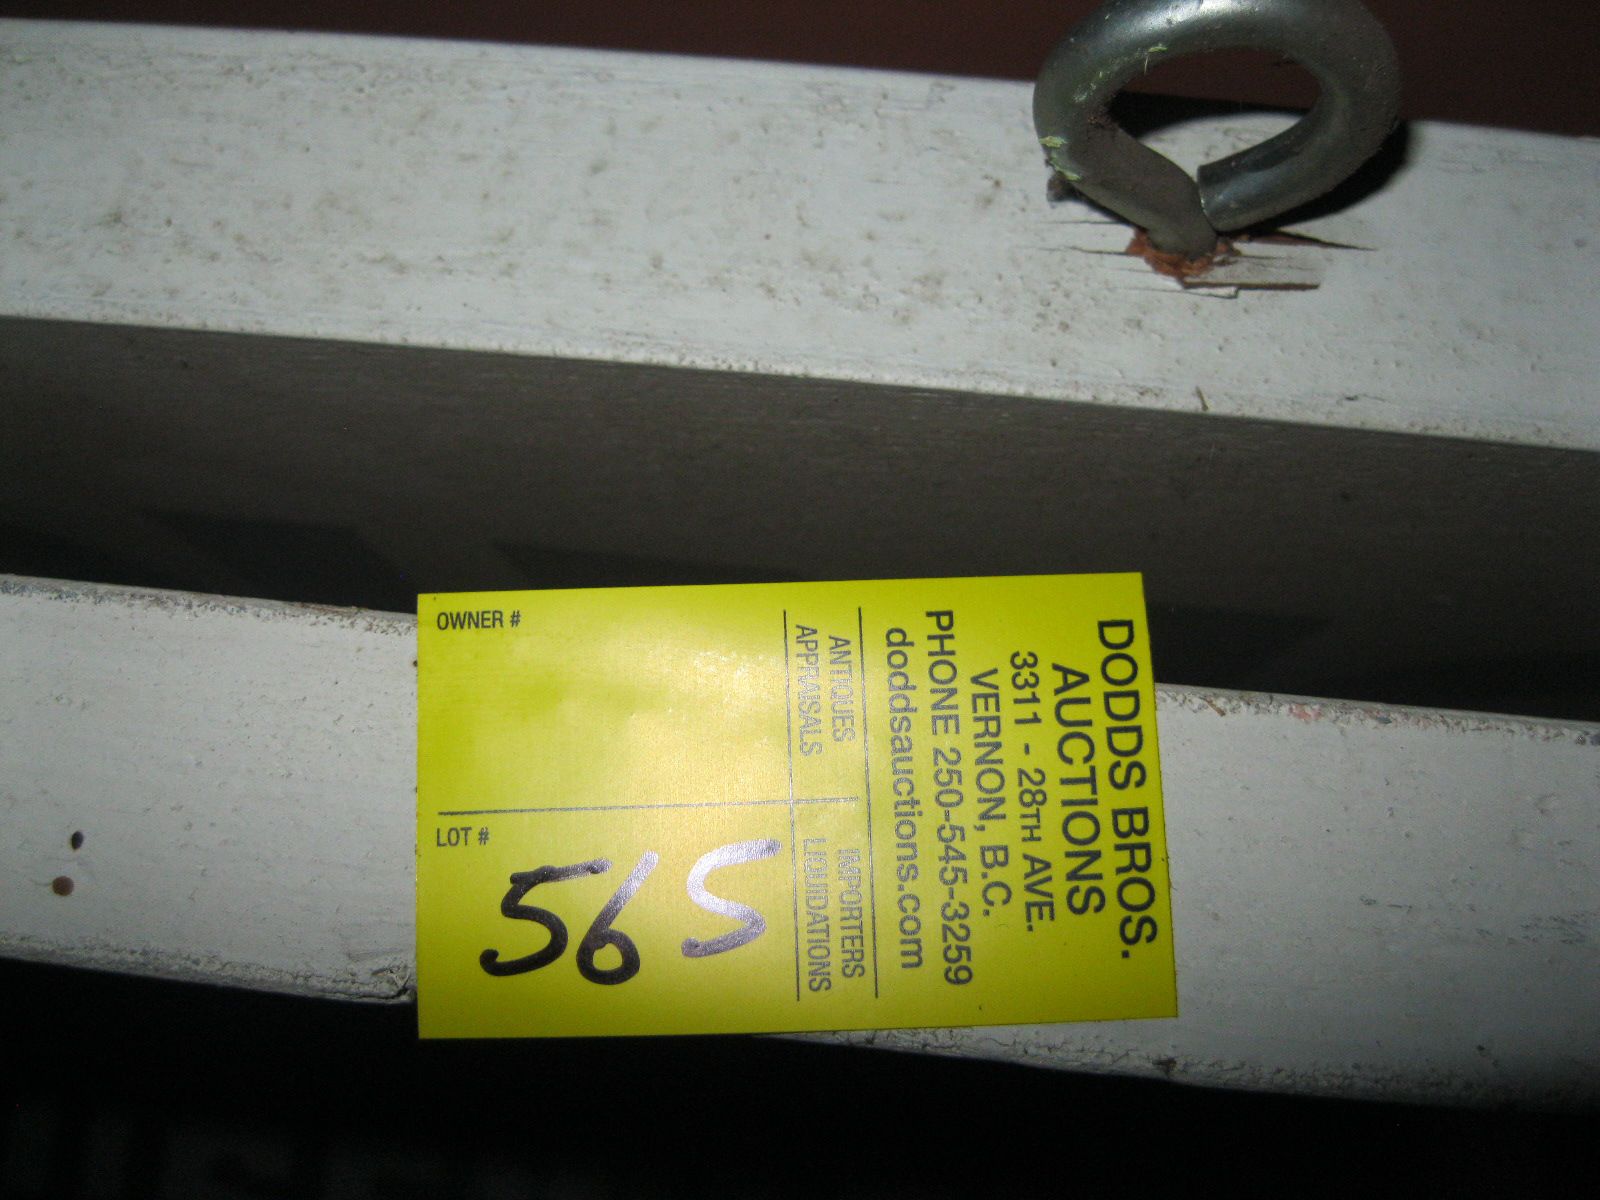 DODDS BROS.
AUCTIONS
3311 - 28TH AVE.
VERNON, B.C.
PHONE 250-545-3259
doddsauctions.com
ANTIQUES IMPORTERS
APPRAISALS LIQUIDATIONS
OWNER #
LOT #
565